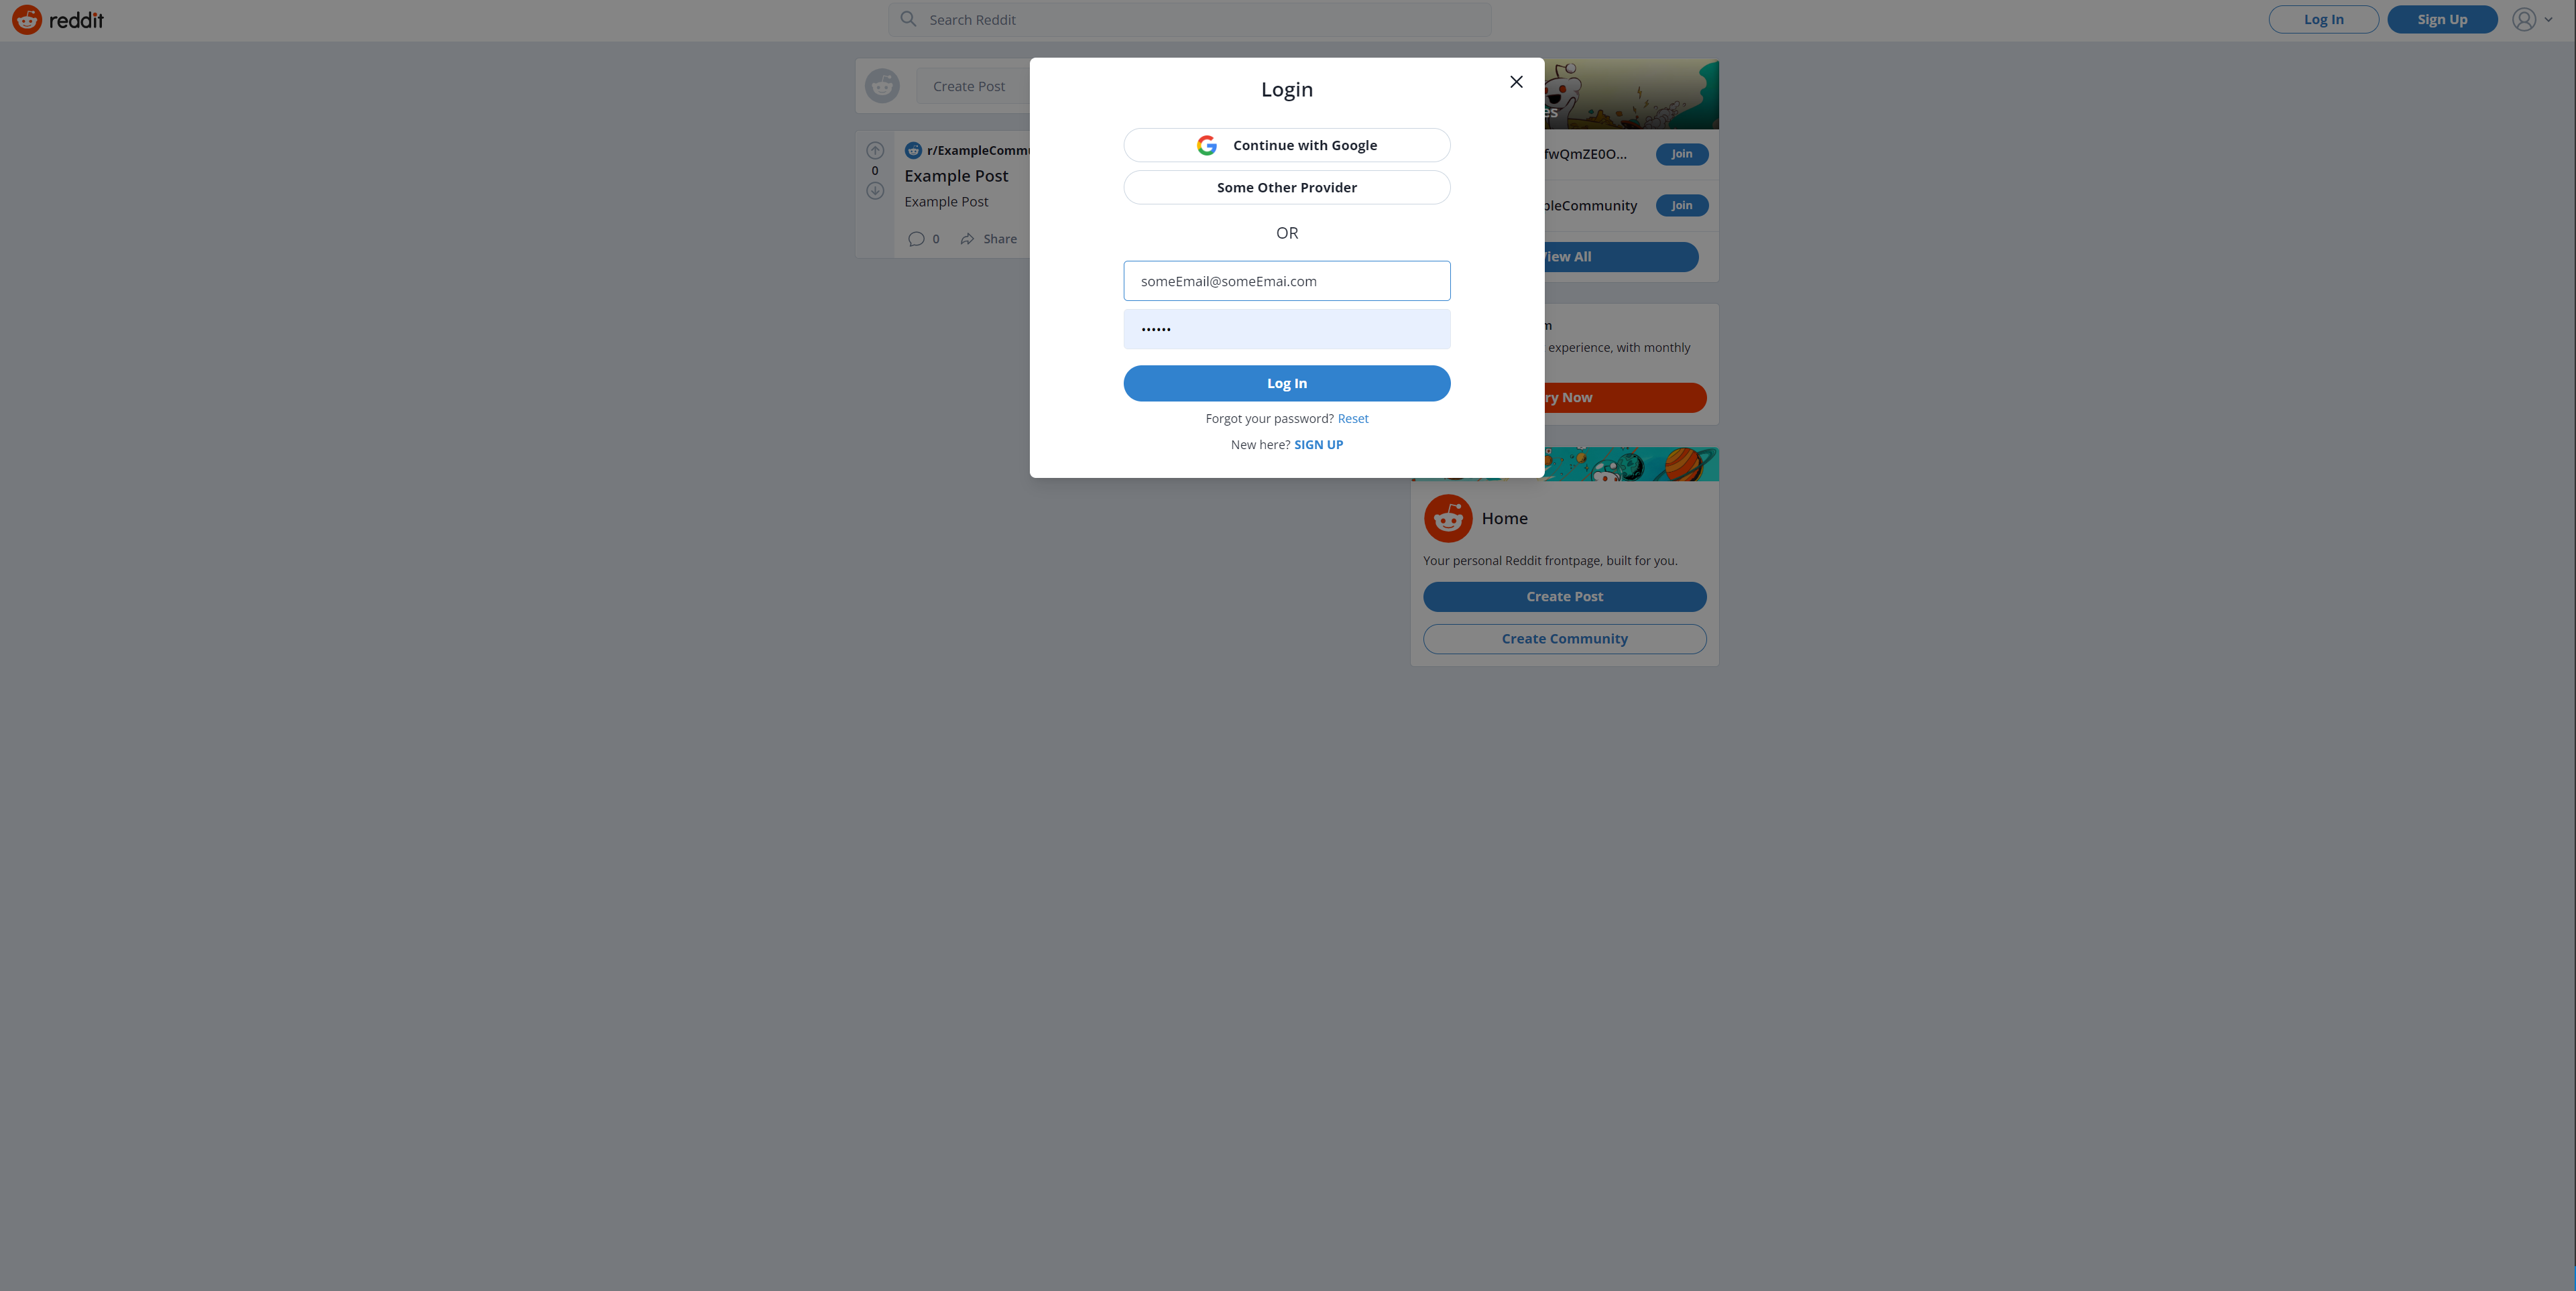 reddit
Search Reddit
Log In
Sign Up
Create Post
r/ExampleCommu
0
Example Post
Example Post
0
Share
Login
Continue with Google
Some Other Provider
OR
someEmail@someEmai.com
••••••
Log In
Forgot your password? Reset
New here? SIGN UP
es
fwQmZE0O...
Join
leCommunity
Join
iew All
m
experience, with monthly
ry Now
Home
Your personal Reddit frontpage, built for you.
Create Post
Create Community